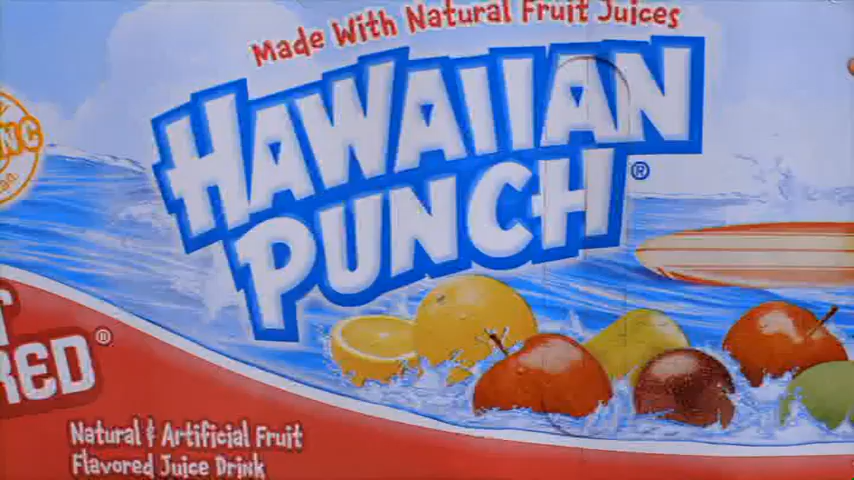 Made With Natural Fruit Juices
HAWAIIAN
PUNCH®
RED®
Natural & Artificial Fruit
Flavored Juice Drink